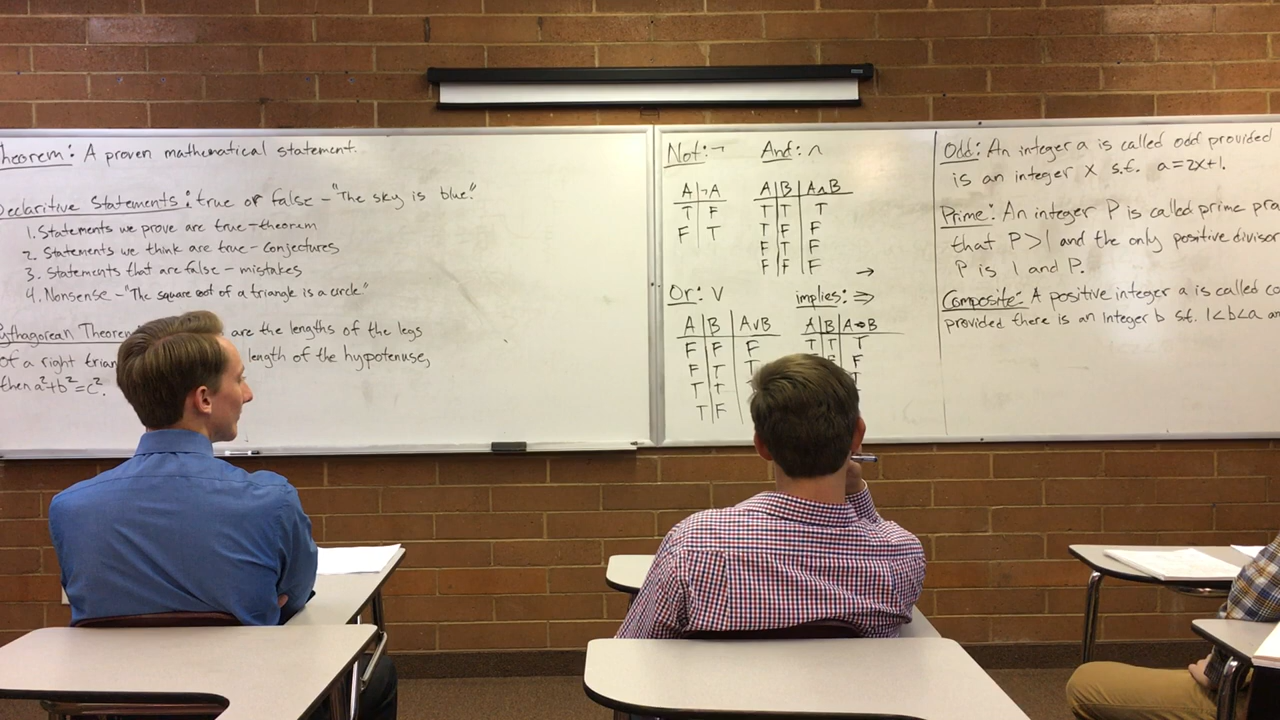 heorem: A proven mathematical statement.
Declaritive Statements: true or false - "The sky is blue."
1. Statements we prove are true - theorum
2. Statements we think are true - conjectures
3. Statements that are false - mistakes
4. Nonsense - "The square root of a triangle is a circle"
ythagorean Theorem are the lengths of the legs
of a right trian length of the hypotenuse,
then a²+b²=c².
Not: ¬
A ¬A
T F
F T
And: ∧
A B A∧B
T T T
T F F
F T F
F F F
→
Or: ∨
A B A∨B
F F F
F T T
T T
T F
implies: ⇒
A B A⇒B
T T T
T F F
T
T
Odd: An integer a is called odd provided
is an integer x s.t. a=2x+1.
Prime: An integer P is called prime pro
that P>1 and the only positive divisor
P is 1 and P.
Composite: A positive integer a is called co
provided there is an integer b s.t. 1<b<a an